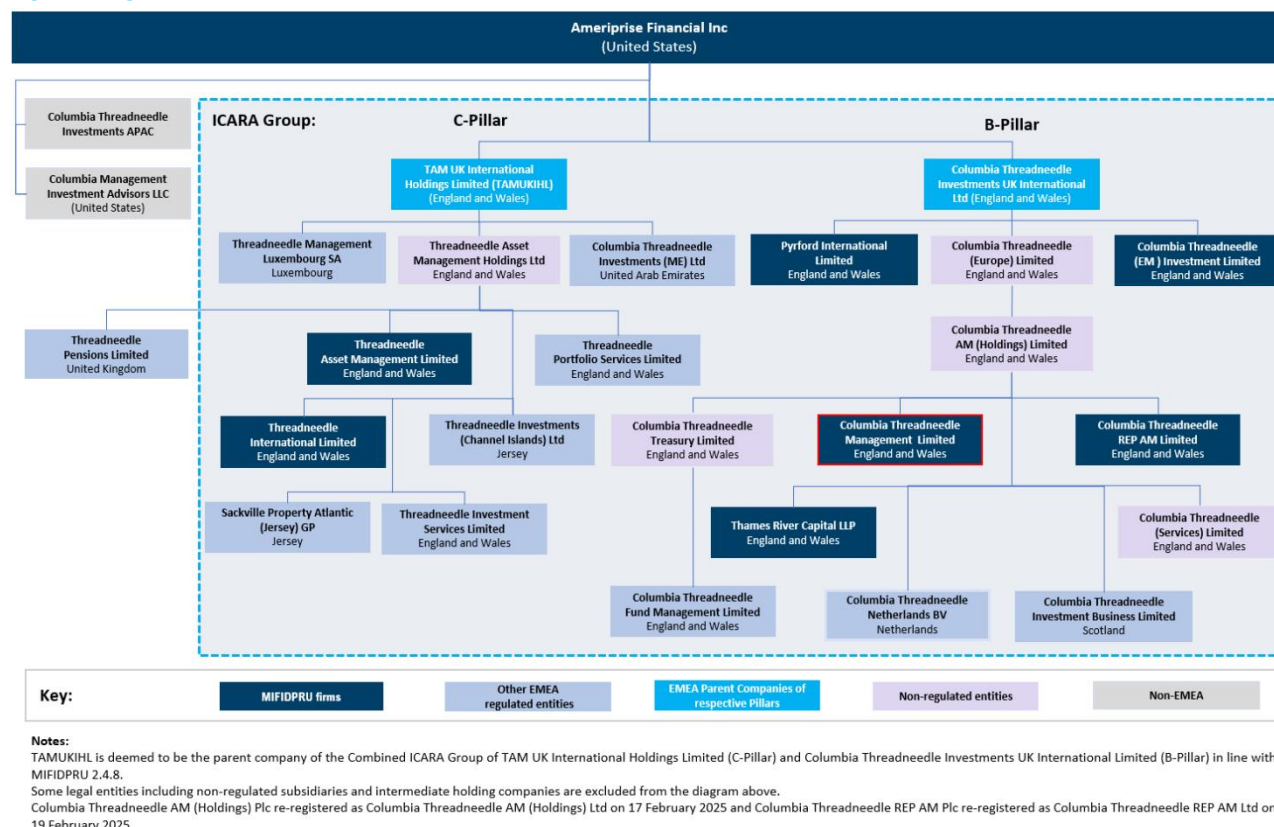 Ameriprise Financial Inc
(United States)
Columbia Threadneedle
Investments APAC
Columbia Management
Investment Advisors LLC
(United States)
ICARA Group:
C-Pillar
B-Pillar
TAM UK International
Holdings Limited (TAMUKIHL)
(England and Wales)
Columbia Threadneedle
Investments UK International
Ltd (England and Wales)
Threadneedle Management
Luxembourg SA
Luxembourg
Threadneedle Asset
Management Holdings Ltd
England and Wales
Columbia Threadneedle
Investments (ME) Ltd
United Arab Emirates
Pyrford International
Limited
England and Wales
Columbia Threadneedle
(Europe) Limited
England and Wales
Columbia Threadneedle
(EM ) Investment Limited
England and Wales
Threadneedle
Pensions Limited
United Kingdom
Threadneedle
Asset Management Limited
England and Wales
Threadneedle
Portfolio Services Limited
England and Wales
Columbia Threadneedle
AM (Holdings) Limited
England and Wales
Threadneedle
International Limited
England and Wales
Threadneedle Investments
(Channel Islands) Ltd
Jersey
Columbia Threadneedle
Treasury Limited
England and Wales
Columbia Threadneedle
Management Limited
England and Wales
Columbia Threadneedle
REP AM Limited
England and Wales
Sackville Property Atlantic
(Jersey) GP
Jersey
Threadneedle Investment
Services Limited
England and Wales
Thames River Capital LLP
England and Wales
Columbia Threadneedle
(Services) Limited
England and Wales
Columbia Threadneedle
Fund Management Limited
England and Wales
Columbia Threadneedle
Netherlands BV
Netherlands
Columbia Threadneedle
Investment Business Limited
Scotland
Key:
MIFIDPRU firms
Other EMEA
regulated entities
EMEA Parent Companies of
respective Pillars
Non-regulated entities
Non-EMEA
Notes:
TAMUKIHL is deemed to be the parent company of the Combined ICARA Group of TAM UK International Holdings Limited (C-Pillar) and Columbia Threadneedle Investments UK International Limited (B-Pillar) in line with
MIFIDPRU 2.4.8.
Some legal entities including non-regulated subsidiaries and intermediate holding companies are excluded from the diagram above.
Columbia Threadneedle AM (Holdings) Plc re-registered as Columbia Threadneedle AM (Holdings) Ltd on 17 February 2025 and Columbia Threadneedle REP AM Plc re-registered as Columbia Threadneedle REP AM Ltd on
19 February 2025.